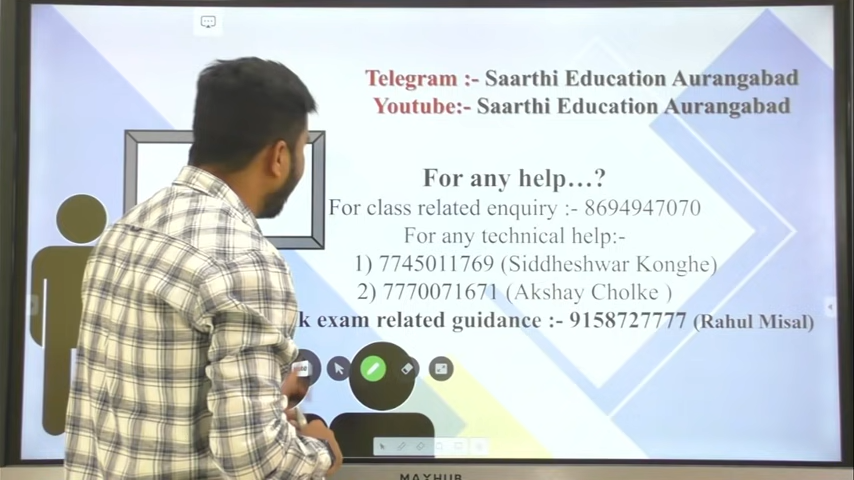 Telegram :- Saarthi Education Aurangabad
Youtube:- Saarthi Education Aurangabad
For any help...?
For class related enquiry :- 8694947070
For any technical help:-
1) 7745011769 (Siddheshwar Konghe)
2) 7770071671 (Akshay Cholke )
k exam related guidance :- 9158727777 (Rahul Misal)
MAXHUB